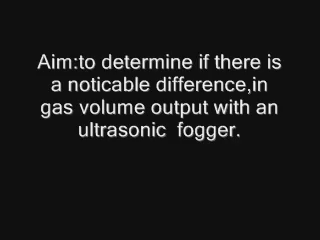 Aim:to determine if there is
a noticable difference,in
gas volume output with an
ultrasonic  fogger.